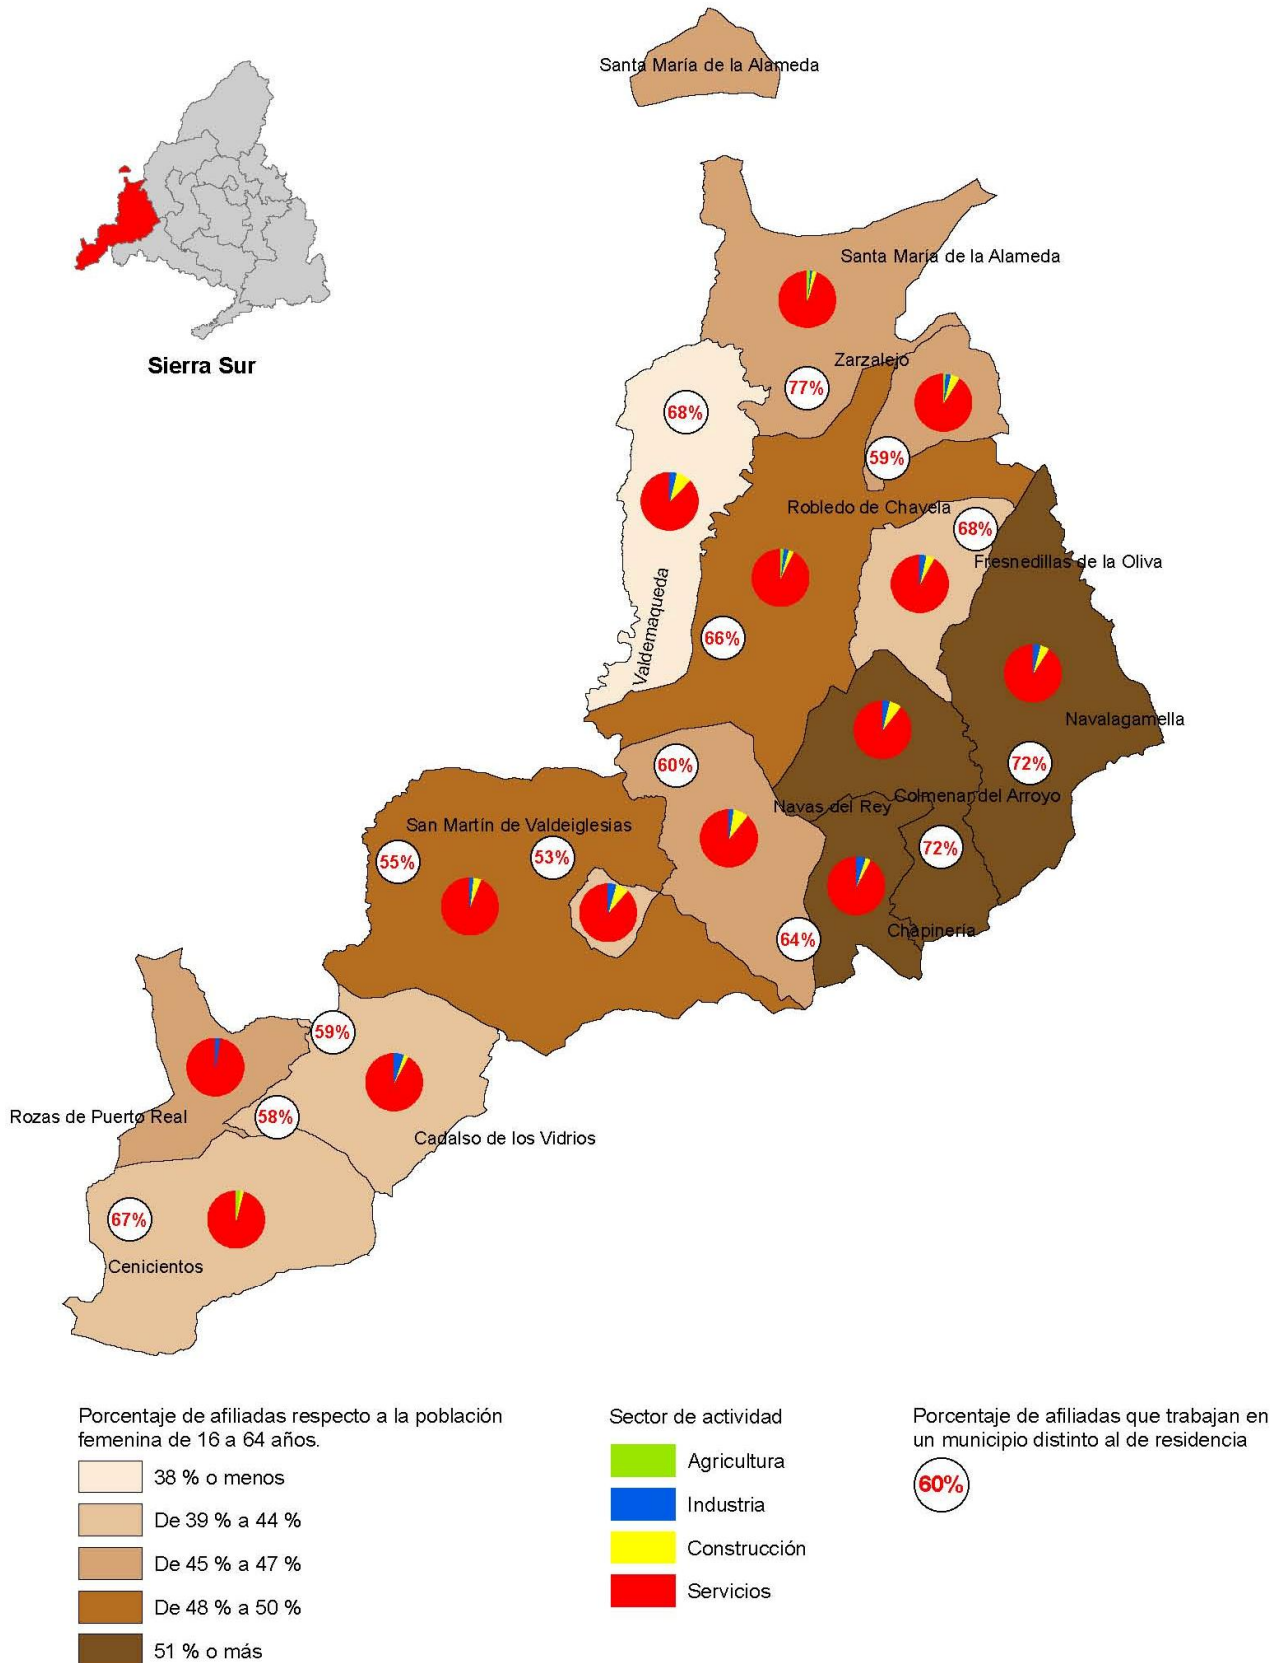 Santa María de la Alameda
Sierra Sur
Santa María de la Alameda
Zarzalejo
77%
68%
59%
Robledo de Chavela
68%
Fresnedillas de la Oliva
Valdemaqueda
66%
Navalagamella
60%
72%
Navas del Rey
Colmenar del Arroyo
San Martín de Valdeiglesias
55%
53%
72%
Chapinería
64%
59%
Rozas de Puerto Real
58%
Cadalso de los Vidrios
67%
Cenicientos
Porcentaje de afiliadas respecto a la población
femenina de 16 a 64 años.
38 % o menos
De 39 % a 44 %
De 45 % a 47 %
De 48 % a 50 %
51 % o más
Sector de actividad
Agricultura
Industria
Construcción
Servicios
Porcentaje de afiliadas que trabajan en
un municipio distinto al de residencia
60%